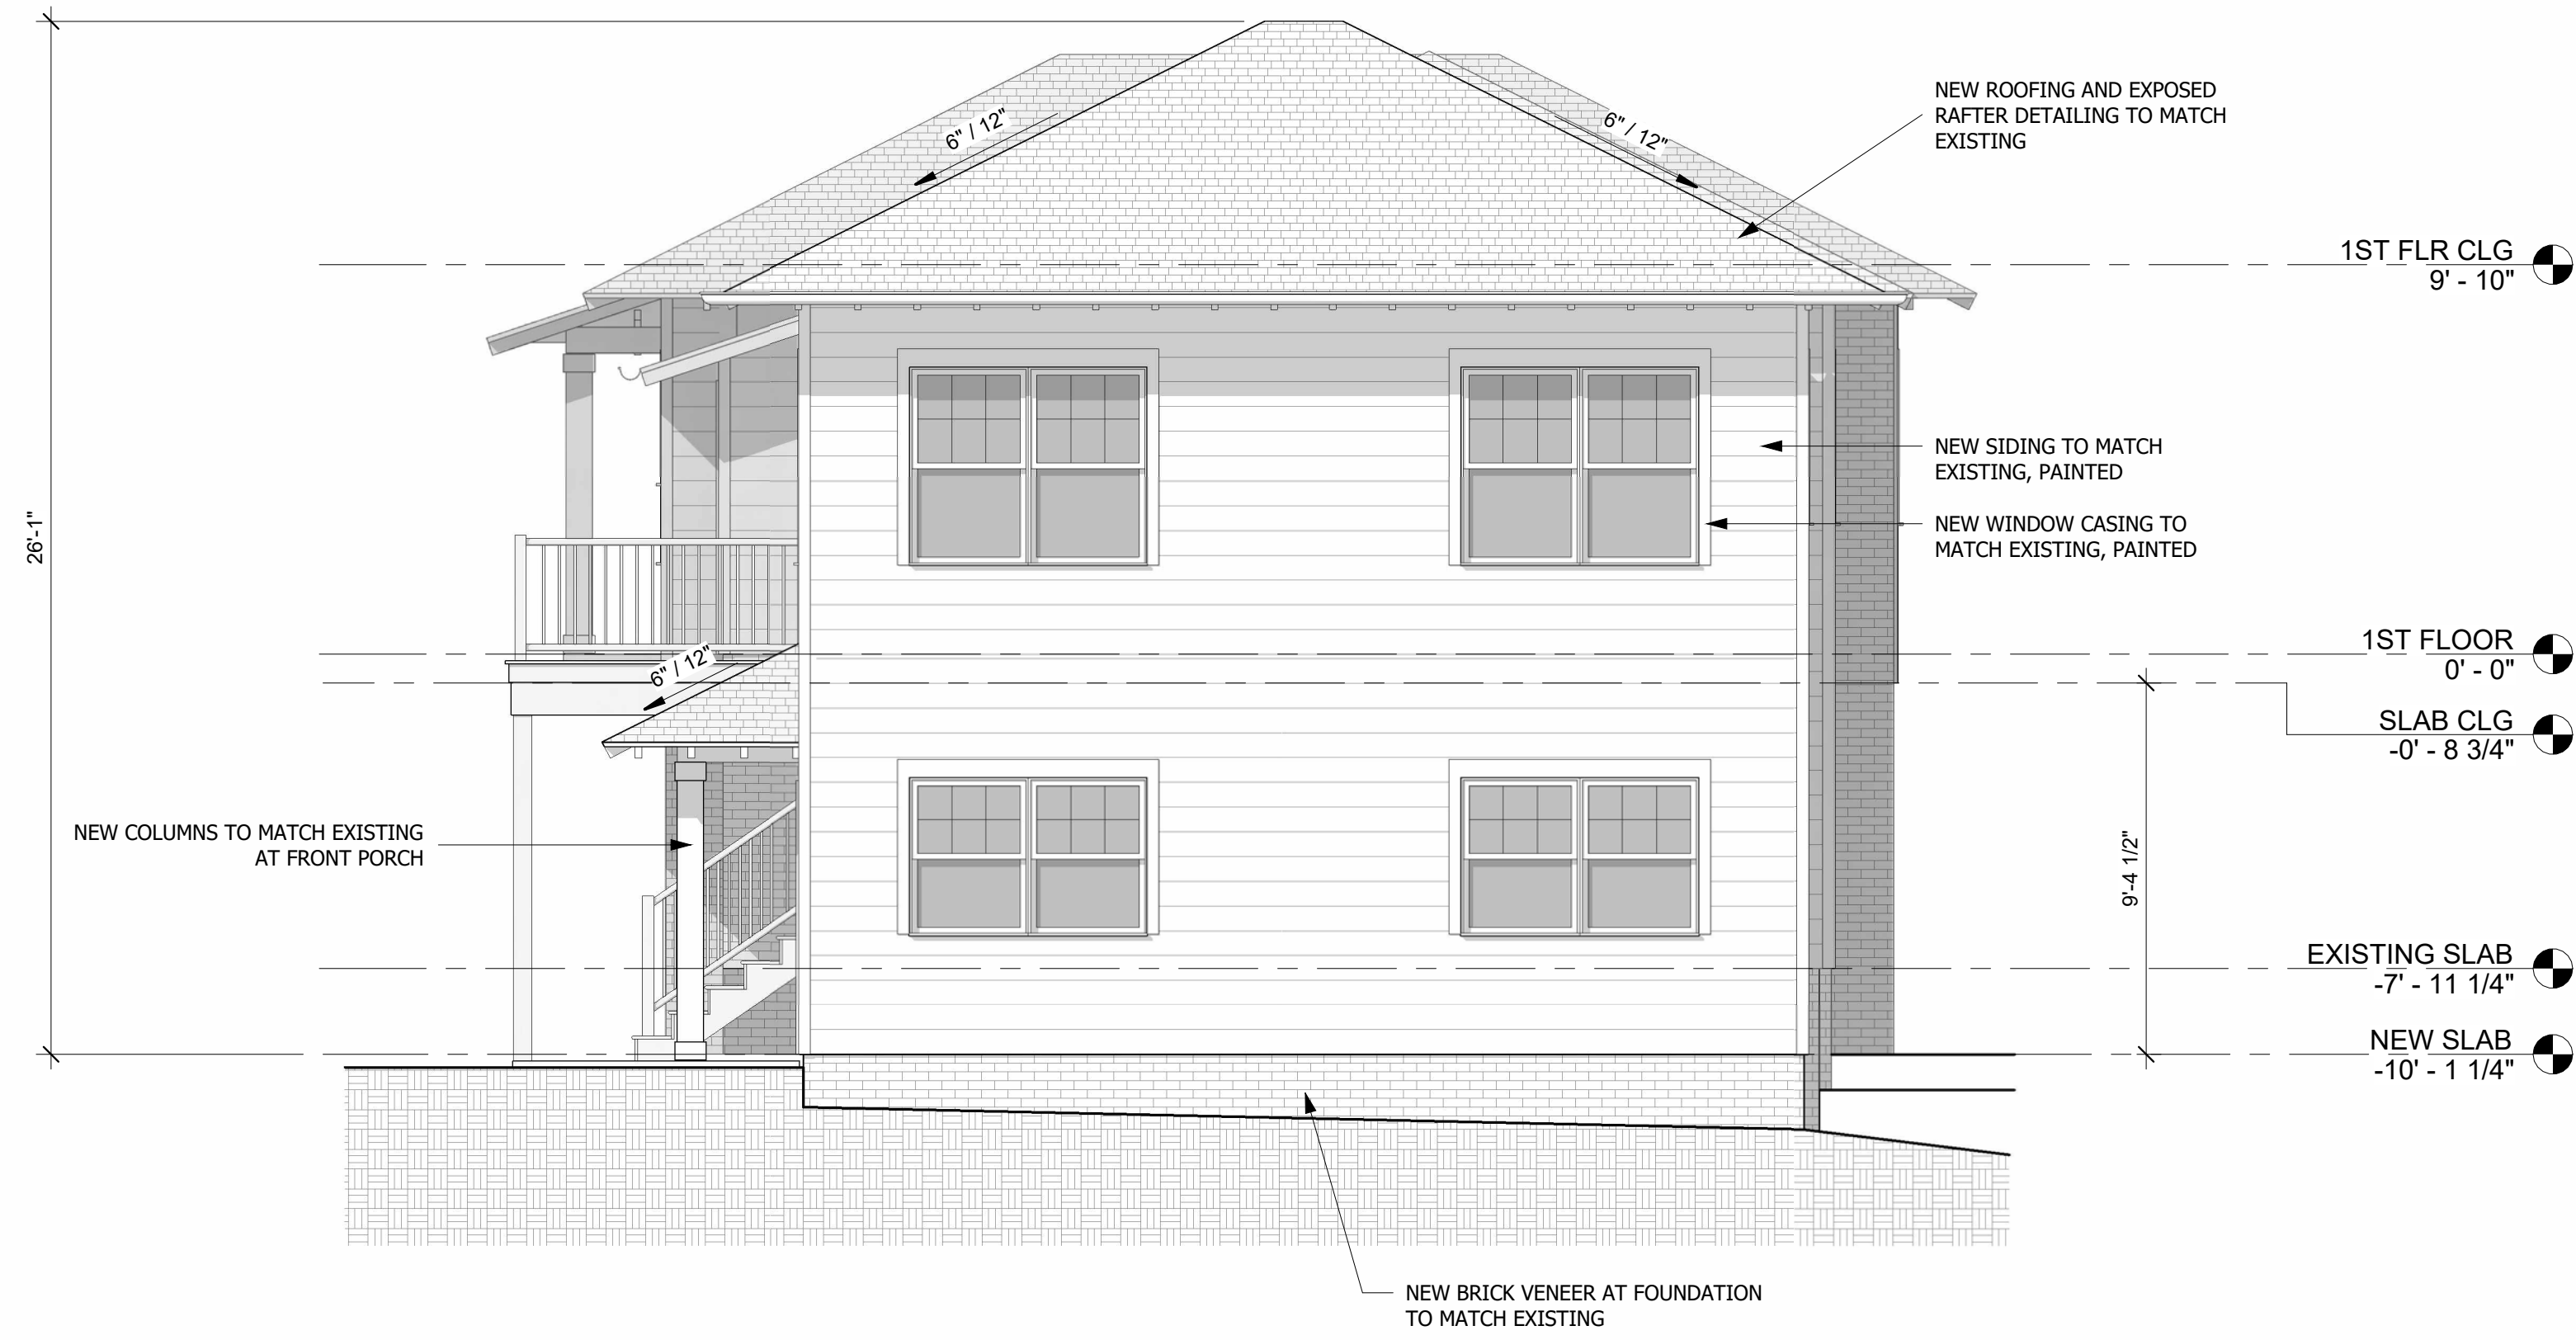 NEW ROOFING AND EXPOSED
RAFTER DETAILING TO MATCH
EXISTING
6" / 12"
6" / 12"
1ST FLR CLG
9' - 10"
NEW SIDING TO MATCH
EXISTING, PAINTED
26'-1"
NEW WINDOW CASING TO
MATCH EXISTING, PAINTED
1ST FLOOR
0' - 0"
6" / 12"
SLAB CLG
-0' - 8 3/4"
NEW COLUMNS TO MATCH EXISTING
AT FRONT PORCH
9'-4 1/2"
EXISTING SLAB
-7' - 11 1/4"
NEW SLAB
-10' - 1 1/4"
NEW BRICK VENEER AT FOUNDATION
TO MATCH EXISTING